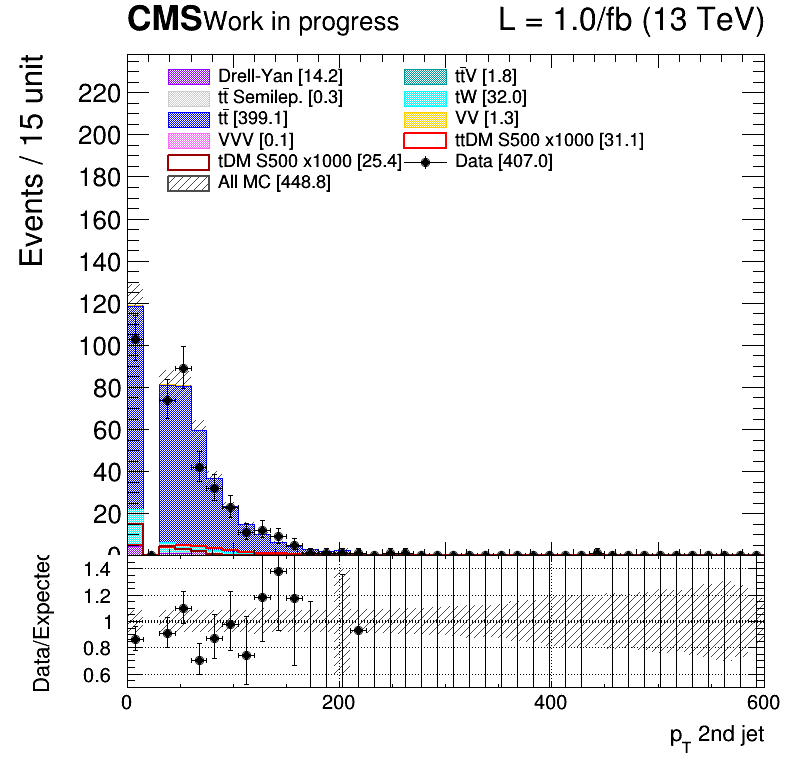 CMS Work in progress L = 1.0/fb (13 TeV)
Events / 15 unit
Drell-Yan [14.2] tt̄V [1.8]
tt̄ Semilep. [0.3] tW [32.0]
tt̄ [399.1] VV [1.3]
VVV [0.1] ttDM S500 x1000 [31.1]
tDM S500 x1000 [25.4] Data [407.0]
All MC [448.8]
220
200
180
160
140
120
100
80
60
40
20
0
Data/Expected
1.4
1.2
1
0.8
0.6
0 200 400 600
p_T 2nd jet